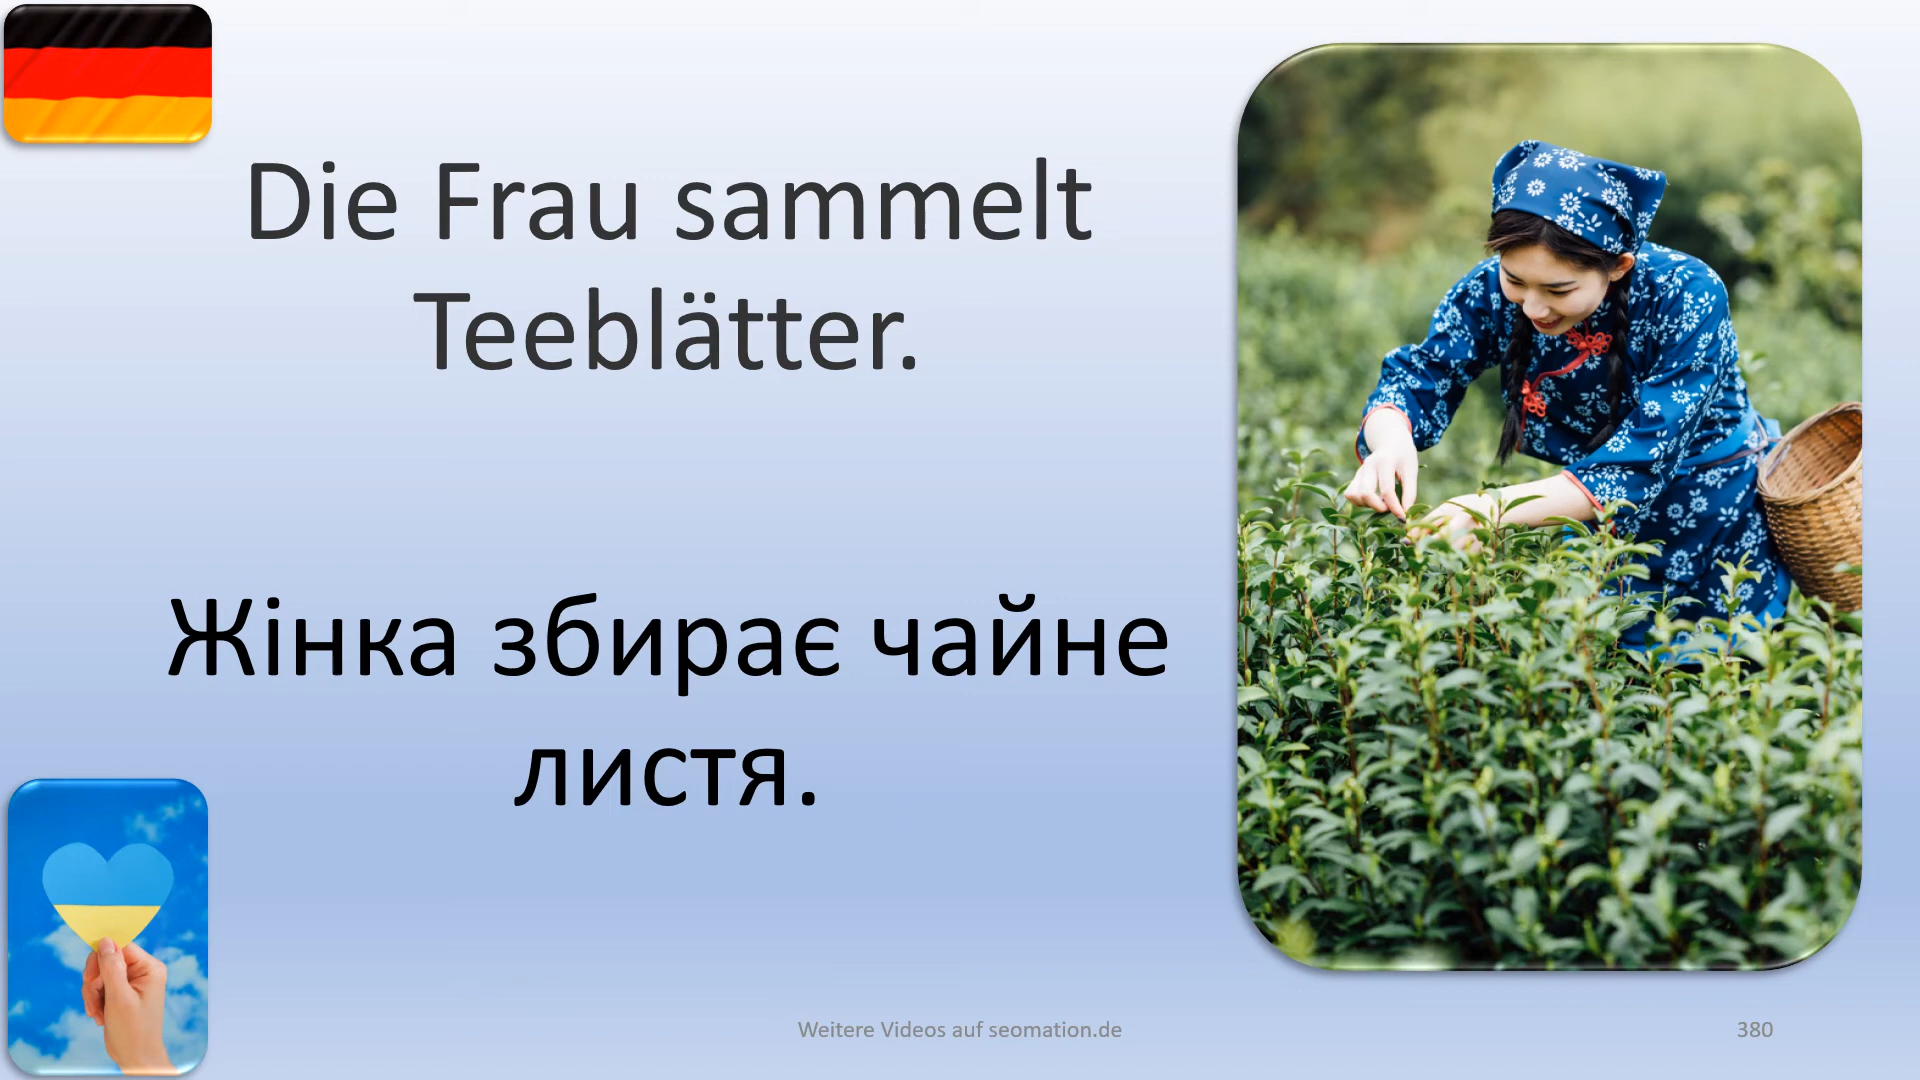 Die Frau sammelt
Teeblätter.
Жінка збирає чайне
листя.
Weitere Videos auf seomation.de
380